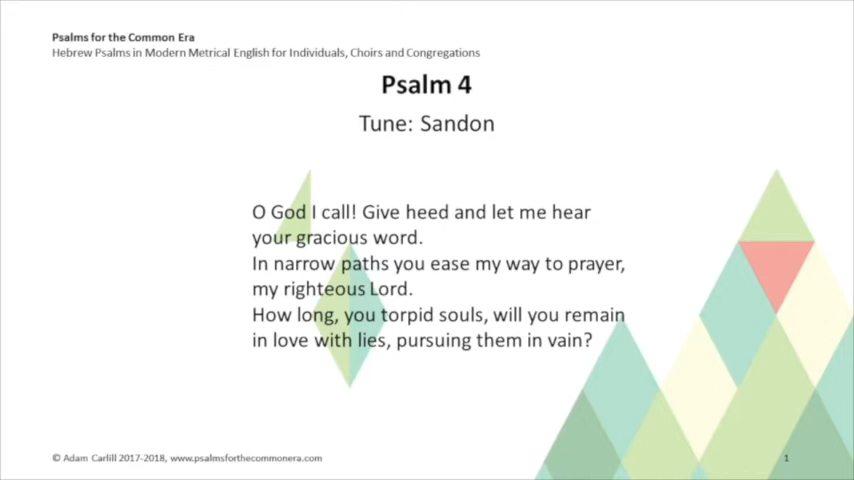 Psalms for the Common Era
Hebrew Psalms in Modern Metrical English for Individuals, Choirs and Congregations
Psalm 4
Tune: Sandon
O God I call! Give heed and let me hear
your gracious word.
In narrow paths you ease my way to prayer,
my righteous Lord.
How long, you torpid souls, will you remain
in love with lies, pursuing them in vain?
© Adam Carlill 2017-2018, www.psalmsforthecommonera.com
1